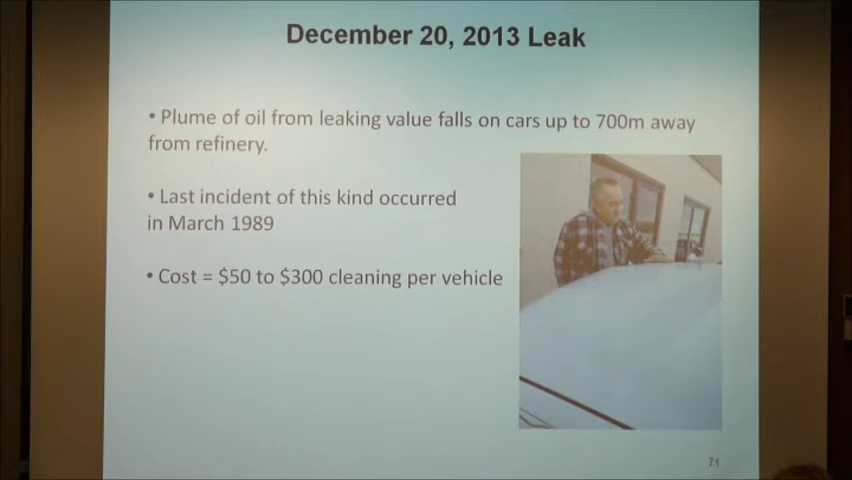 December 20, 2013 Leak
• Plume of oil from leaking value falls on cars up to 700m away
from refinery.
• Last incident of this kind occurred
in March 1989
• Cost = $50 to $300 cleaning per vehicle
71